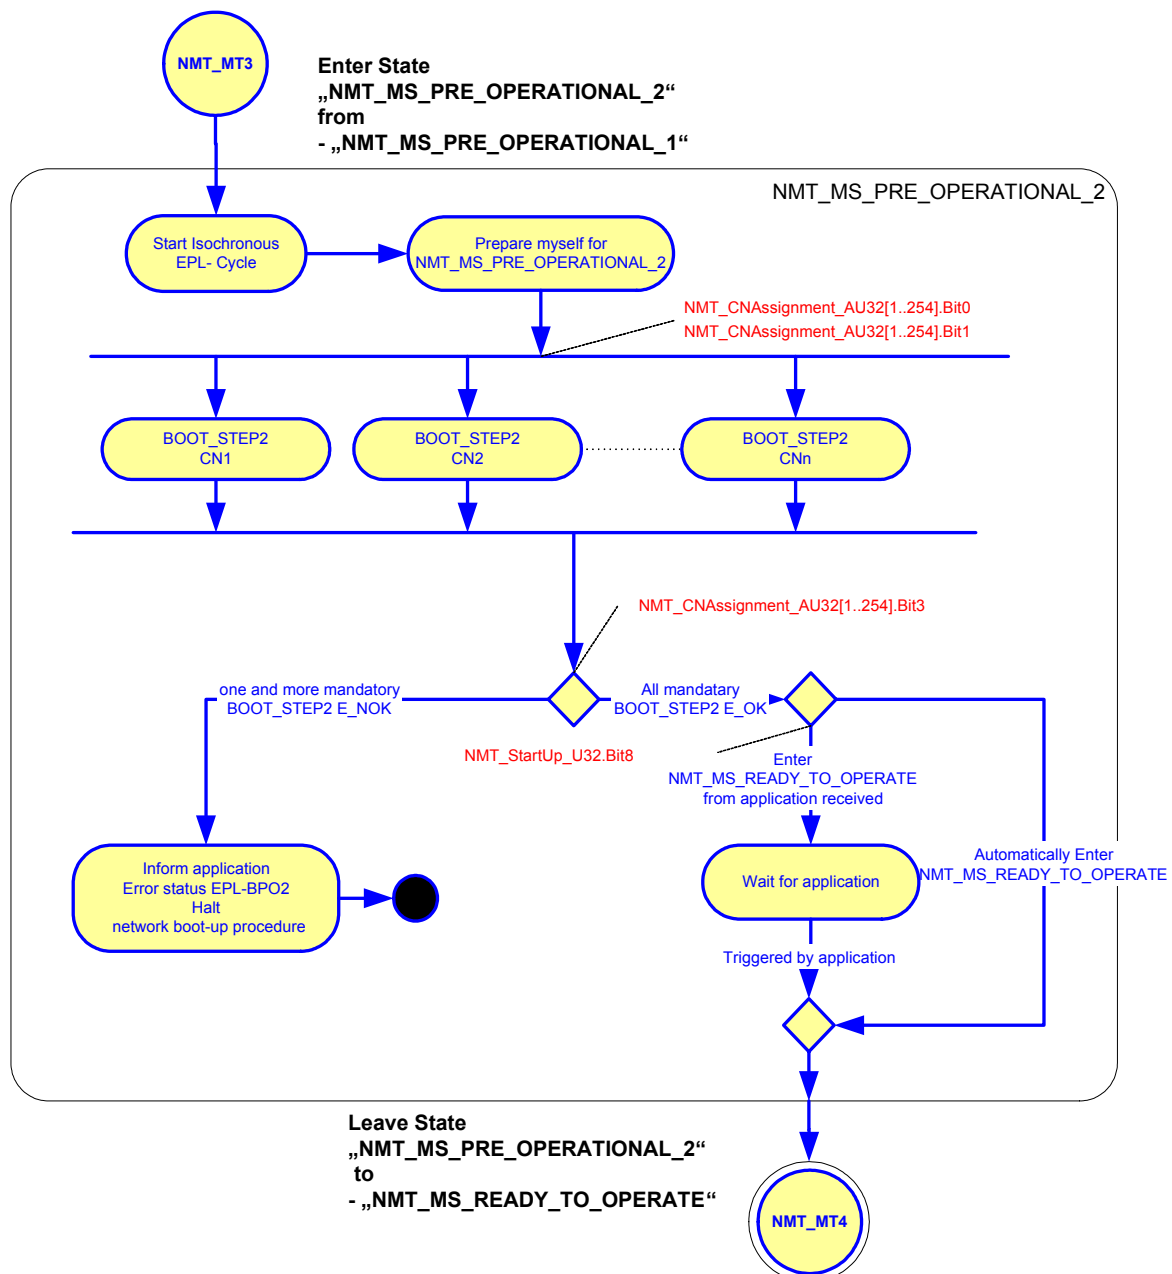 NMT_MT3
Enter State
„NMT_MS_PRE_OPERATIONAL_2“
from
- „NMT_MS_PRE_OPERATIONAL_1“
NMT_MS_PRE_OPERATIONAL_2
Start Isochronous
EPL- Cycle
Prepare myself for
NMT_MS_PRE_OPERATIONAL_2
NMT_CNAssignment_AU32[1..254].Bit0
NMT_CNAssignment_AU32[1..254].Bit1
BOOT_STEP2
CN1
BOOT_STEP2
CN2
BOOT_STEP2
CNn
NMT_CNAssignment_AU32[1..254].Bit3
one and more mandatory
BOOT_STEP2 E_NOK
All mandatary
BOOT_STEP2 E_OK
NMT_StartUp_U32.Bit8
Enter
NMT_MS_READY_TO_OPERATE
from application received
Inform application
Error status EPL-BPO2
Halt
network boot-up procedure
Wait for application
Automatically Enter
NMT_MS_READY_TO_OPERATE
Triggered by application
Leave State
„NMT_MS_PRE_OPERATIONAL_2“
to
- „NMT_MS_READY_TO_OPERATE“
NMT_MT4